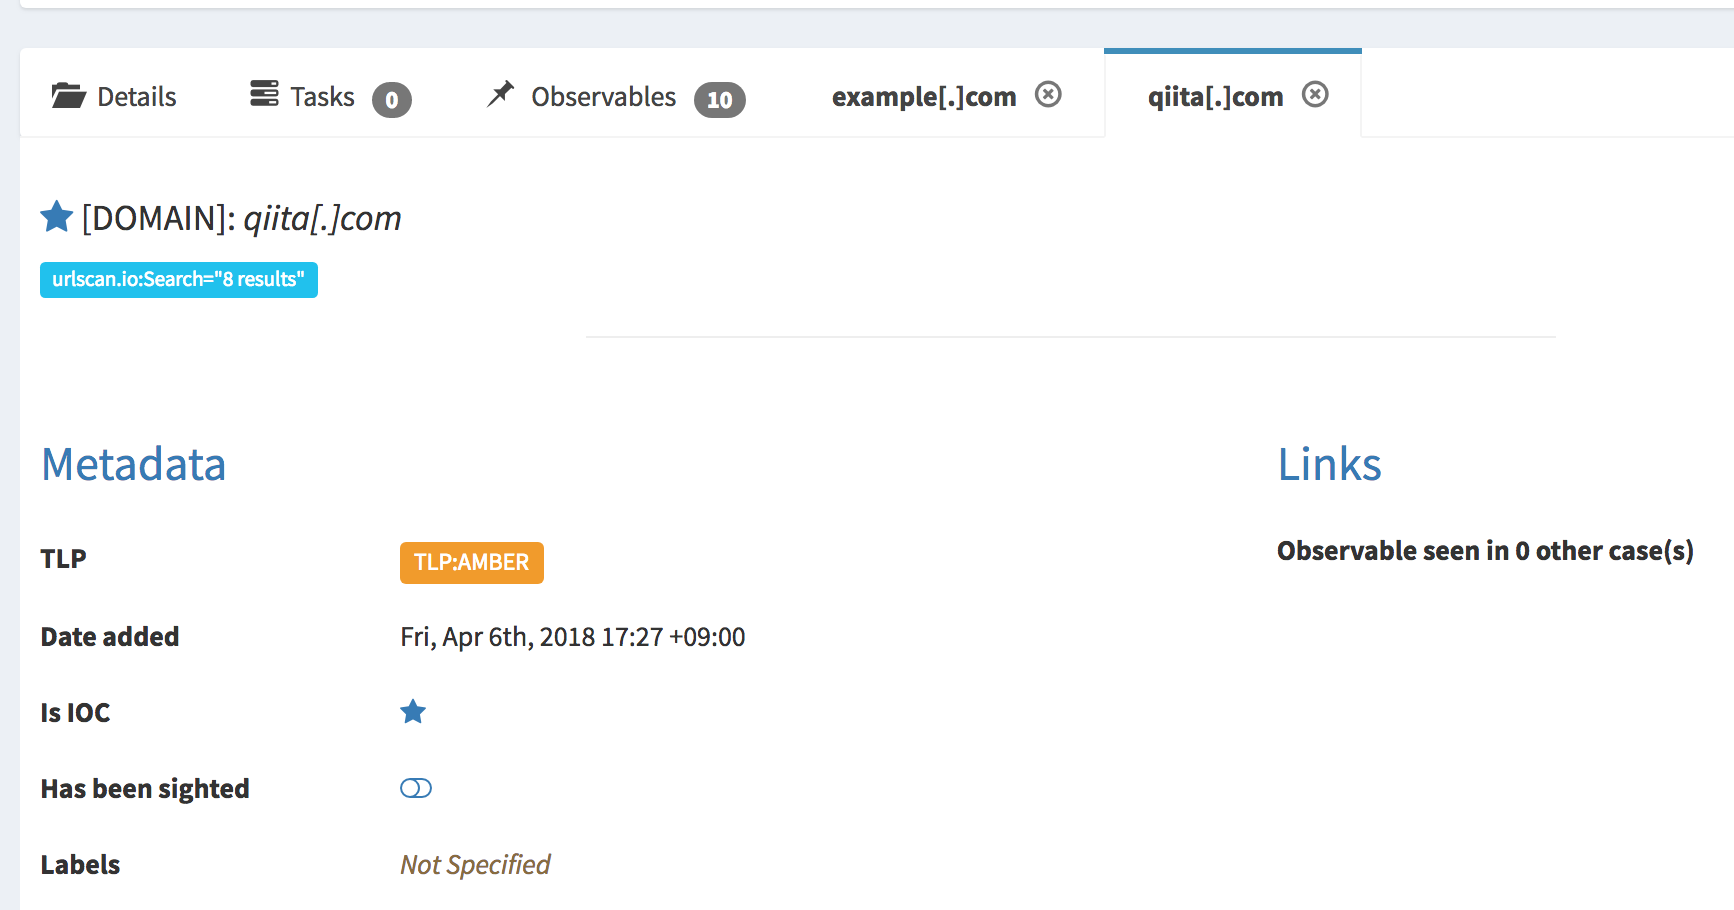 Details Tasks 0 Observables 10 example[.]com qiita[.]com
[DOMAIN]: qiita[.]com
urlscan.io:Search="8 results"
Metadata
TLP TLP:AMBER
Date added Fri, Apr 6th, 2018 17:27 +09:00
Is IOC
Has been sighted
Labels Not Specified
Links
Observable seen in 0 other case(s)